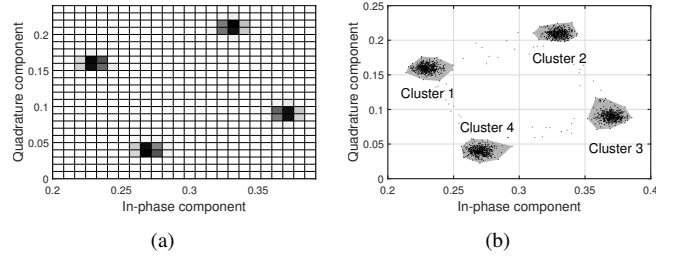 Quadrature component
0.2
0.15
0.1
0.05
0
0.2
0.25
0.3
0.35
In-phase component
(a)
Quadrature component
0.25
0.2
0.15
0.1
0.05
0
0.2
0.25
0.3
0.35
0.4
In-phase component
Cluster 1
Cluster 2
Cluster 3
Cluster 4
(b)